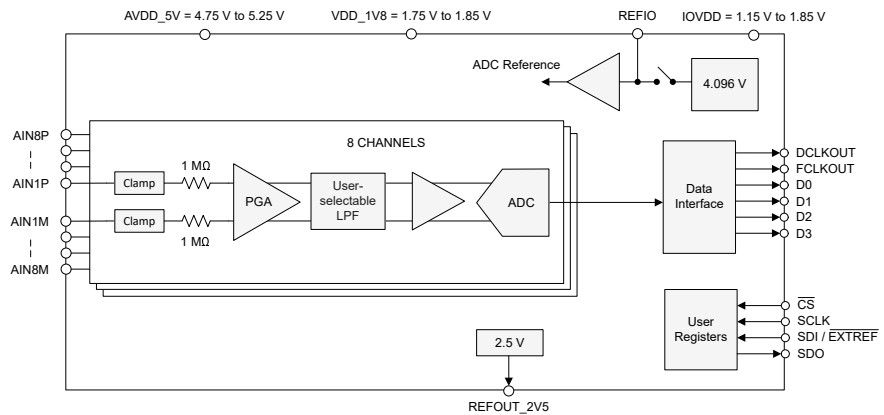 AVDD_5V = 4.75 V to 5.25 V
VDD_1V8 = 1.75 V to 1.85 V
REFIO
IOVDD = 1.15 V to 1.85 V
ADC Reference
4.096 V
8 CHANNELS
AIN8P
AIN1P
AIN1M
AIN8M
Clamp
1 MΩ
Clamp
1 MΩ
PGA
User-
selectable
LPF
ADC
Data
Interface
DCLKOUT
FCLKOUT
D0
D1
D2
D3
User
Registers
CS
SCLK
SDI / EXTREF
SDO
2.5 V
REFOUT_2V5